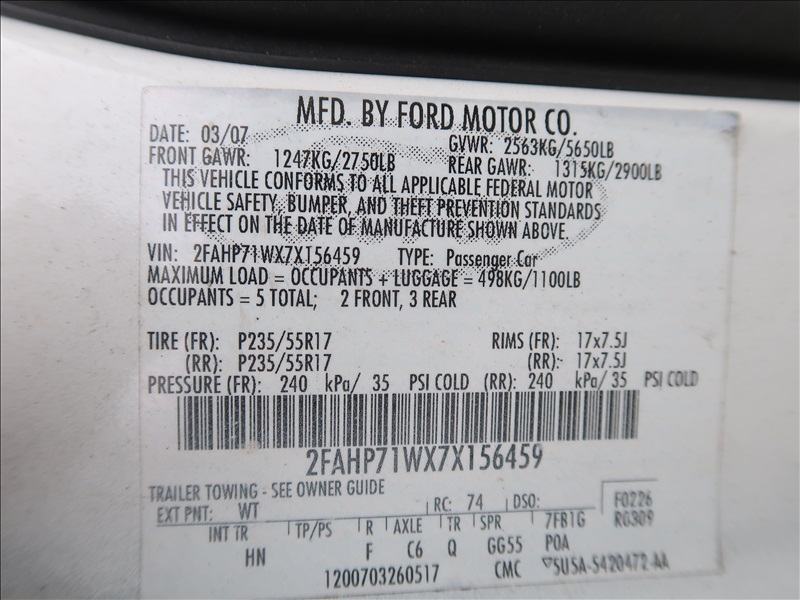 MFD. BY FORD MOTOR CO.
DATE: 03/07 GVWR: 2563KG/5650LB
FRONT GAWR: 1247KG/2750LB REAR GAWR: 1315KG/2900LB
THIS VEHICLE CONFORMS TO ALL APPLICABLE FEDERAL MOTOR
VEHICLE SAFETY, BUMPER, AND THEFT PREVENTION STANDARDS
IN EFFECT ON THE DATE OF MANUFACTURE SHOWN ABOVE.
VIN: 2FAHP71WX7X156459 TYPE: Passenger Car
MAXIMUM LOAD = OCCUPANTS + LUGGAGE = 498KG/1100LB
OCCUPANTS = 5 TOTAL; 2 FRONT, 3 REAR
TIRE (FR): P235/55R17 RIMS (FR): 17x7.5J
(RR): P235/55R17 (RR): 17x7.5J
PRESSURE (FR): 240 kPa/ 35 PSI COLD (RR): 240 kPa/ 35 PSI COLD
2FAHP71WX7X156459
TRAILER TOWING - SEE OWNER GUIDE
EXT PNT: WT RC: 74 DSO: F0226
INT TR TP/PS R AXLE TR SPR 7FB1G RG309
HN F C6 Q GG55 POA
1200703260517 CMC 5U5A-5420472-AA